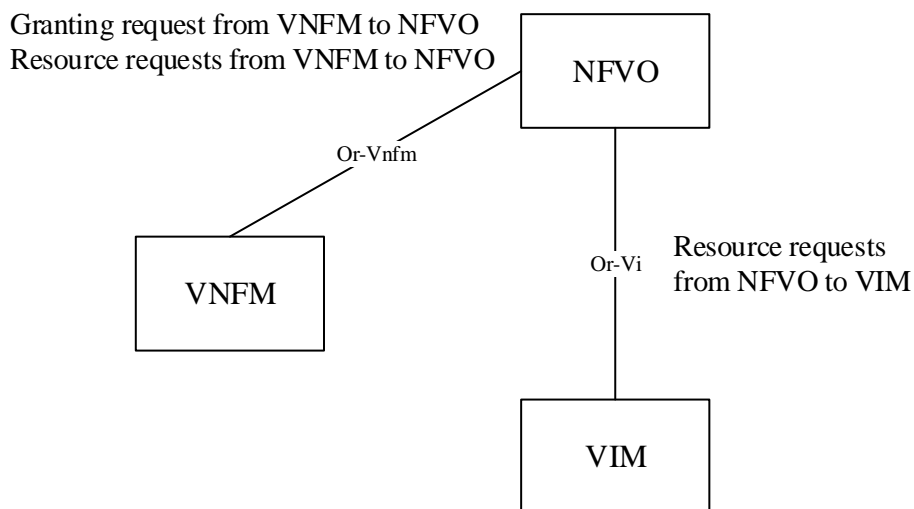 Granting request from VNFM to NFVO
Resource requests from VNFM to NFVO
NFVO
Or-Vnfm
VNFM
Or-Vi
Resource requests
from NFVO to VIM
VIM